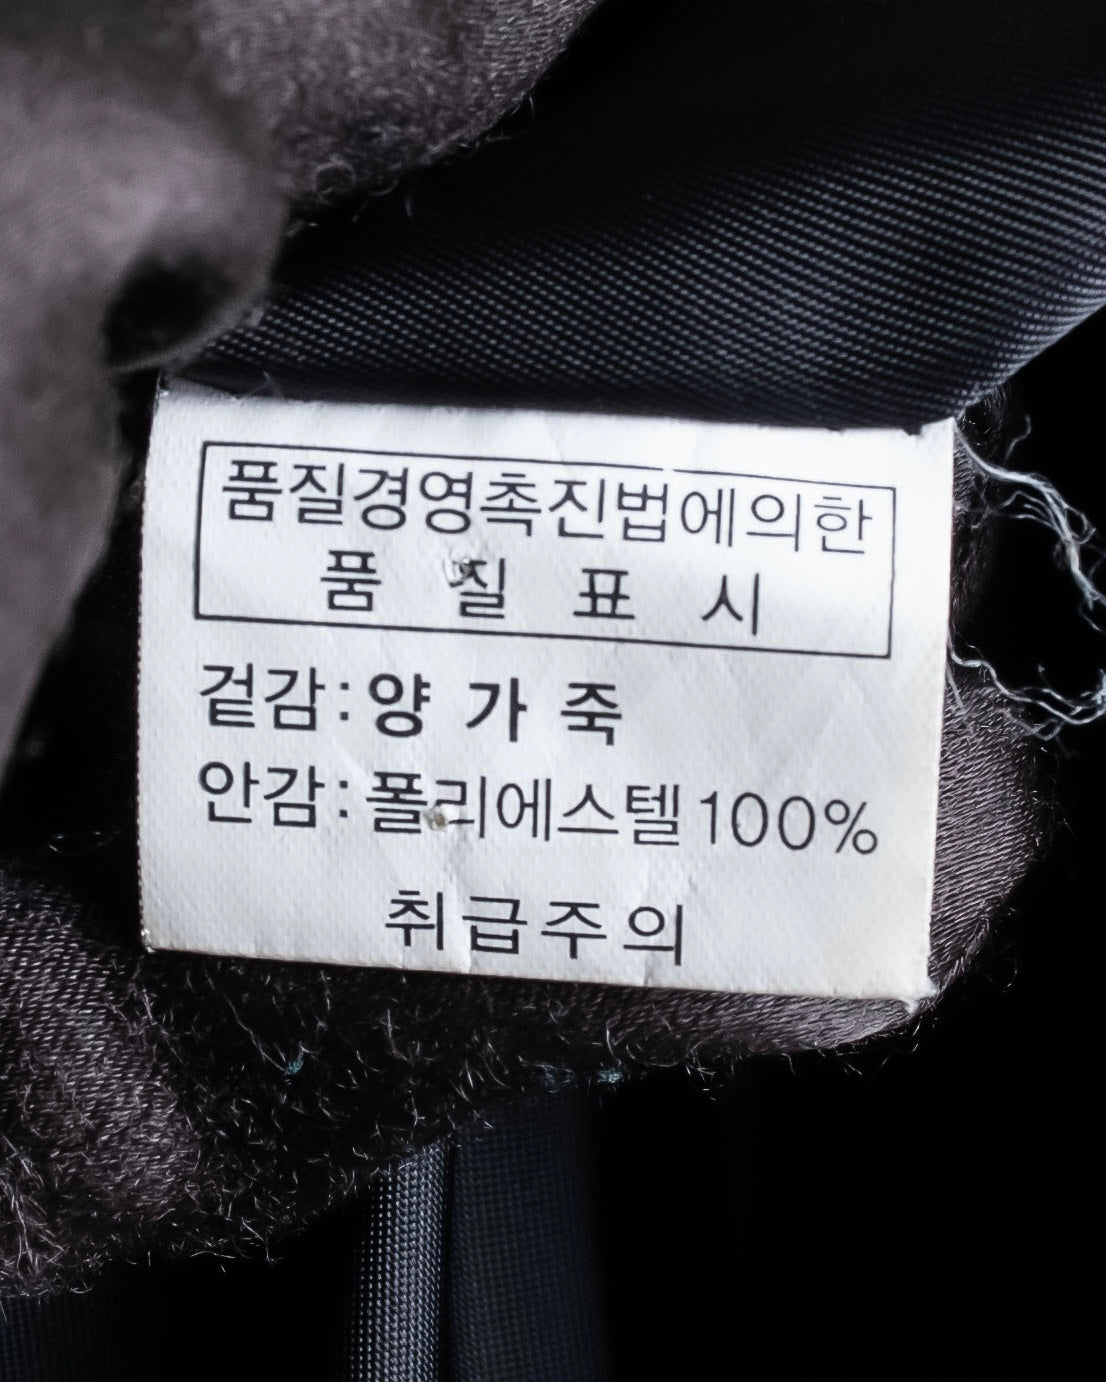 품질경영촉진법에의한
품 질 표 시
겉감:양 가 죽
안감:폴리에스텔100%
취급주의